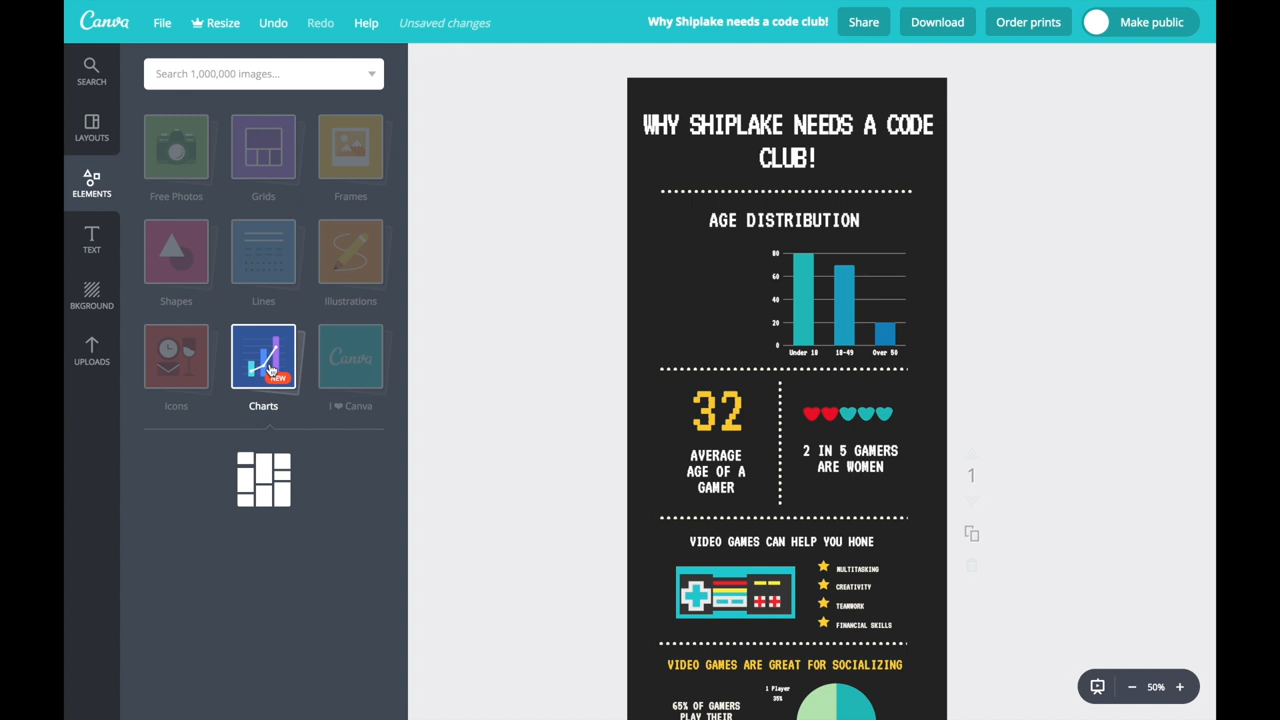 Canva File Resize Undo Redo Help Unsaved changes Why Shiplake needs a code club! Share Download Order prints Make public
SEARCH
LAYOUTS
ELEMENTS
TEXT
BKGROUND
UPLOADS
Search 1,000,000 images...
Free Photos Grids Frames
Shapes Lines Illustrations
Canva
NEW
Icons Charts I ❤ Canva
WHY SHIPLAKE NEEDS A CODE
CLUB!
AGE DISTRIBUTION
80
60
40
20
0
Under 18 18-49 Over 50
32
AVERAGE
AGE OF A
GAMER
2 IN 5 GAMERS
ARE WOMEN
VIDEO GAMES CAN HELP YOU HONE
MULTITASKING
CREATIVITY
TEAMWORK
FINANCIAL SKILLS
VIDEO GAMES ARE GREAT FOR SOCIALIZING
1 Player
35%
65% OF GAMERS
PLAY THEIR
1
50%